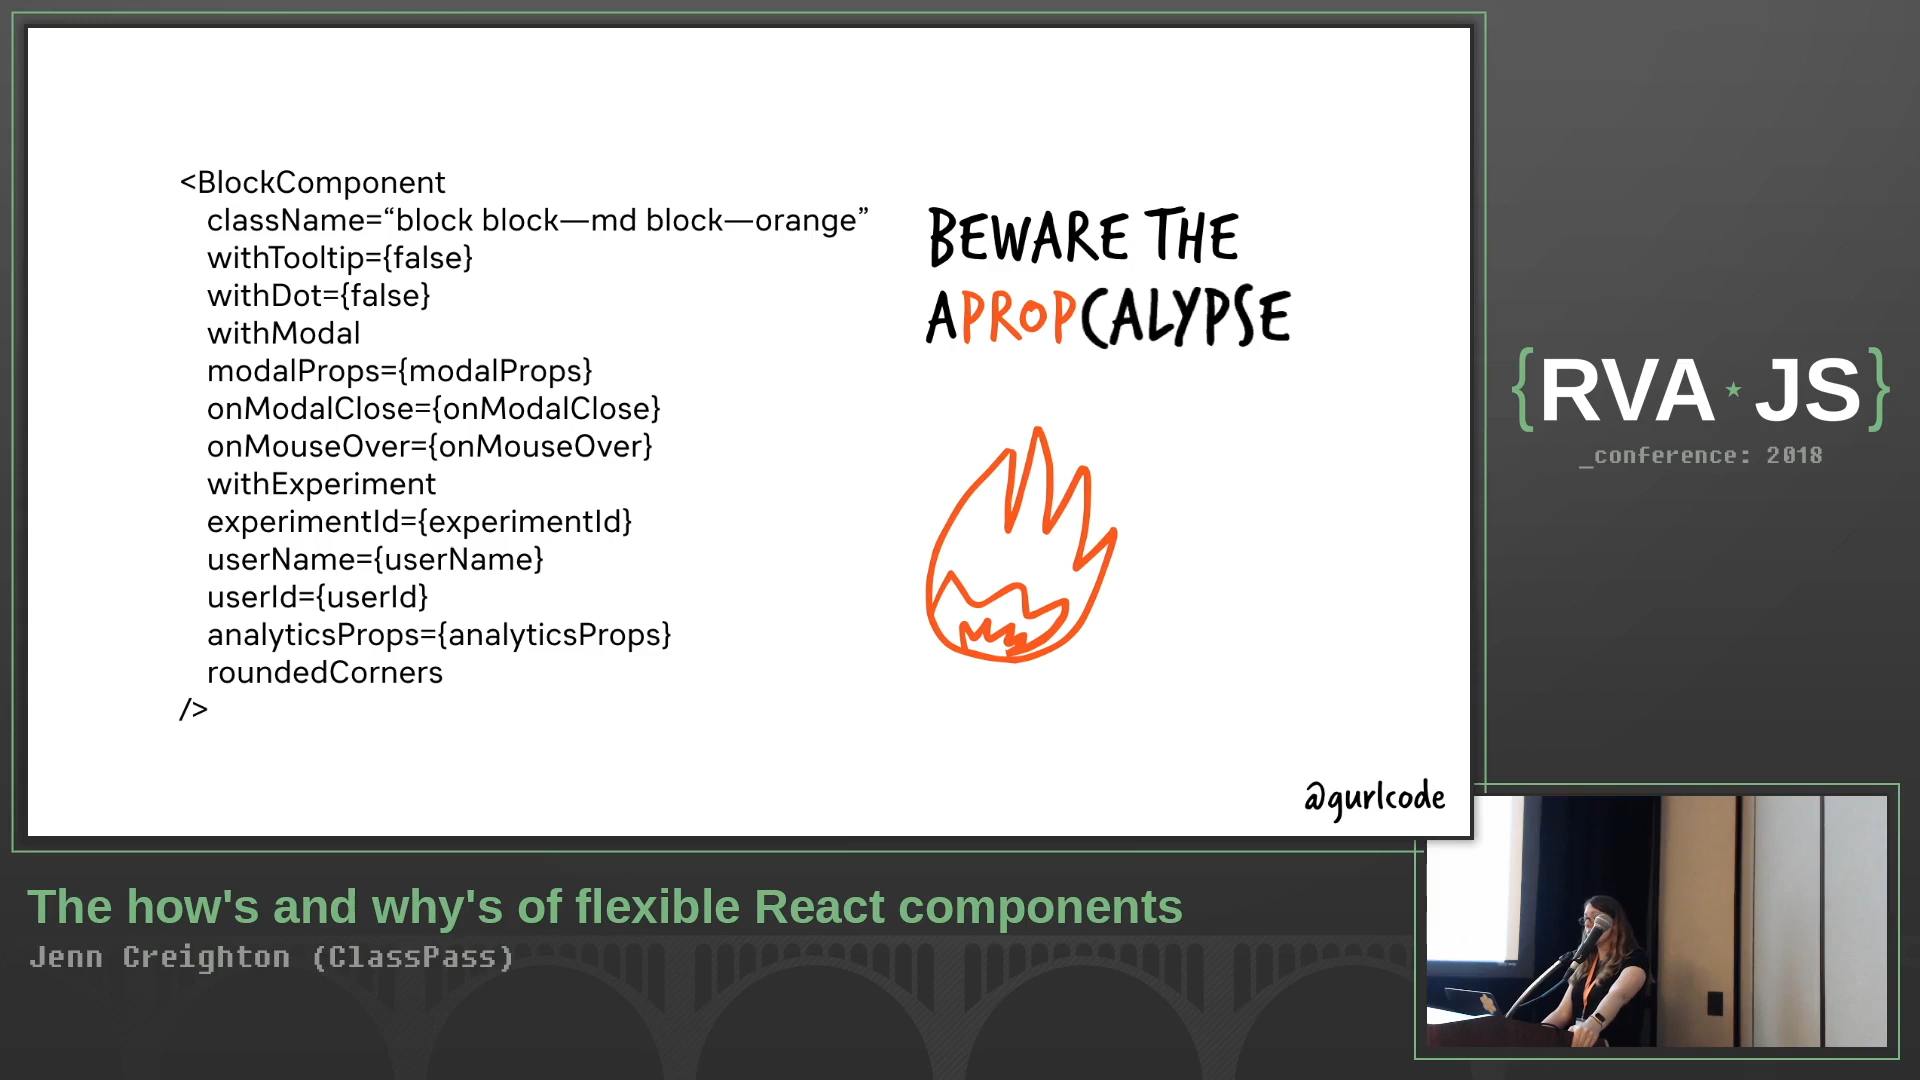 <BlockComponent
className=“block block—md block—orange”
withTooltip={false}
withDot={false}
withModal
modalProps={modalProps}
onModalClose={onModalClose}
onMouseOver={onMouseOver}
withExperiment
experimentId={experimentId}
userName={userName}
userId={userId}
analyticsProps={analyticsProps}
roundedCorners
/>
BEWARE THE
APROPCALYPSE
@gurlcode
{RVA★JS}
_conference: 2018
The how's and why's of flexible React components
Jenn Creighton (ClassPass)